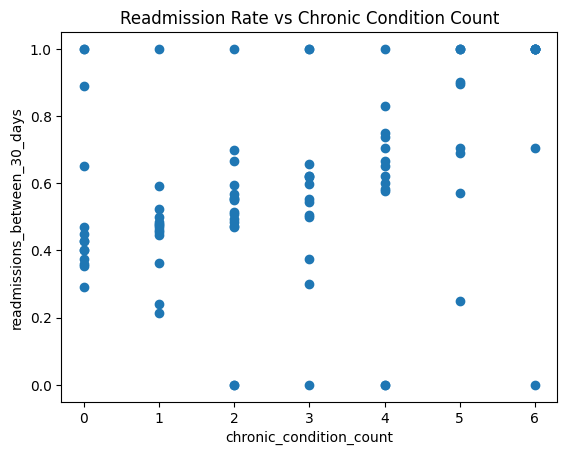 Readmission Rate vs Chronic Condition Count
1.0
0.8
0.6
0.4
0.2
0.0
readmissions_between_30_days
0 1 2 3 4 5 6
chronic_condition_count